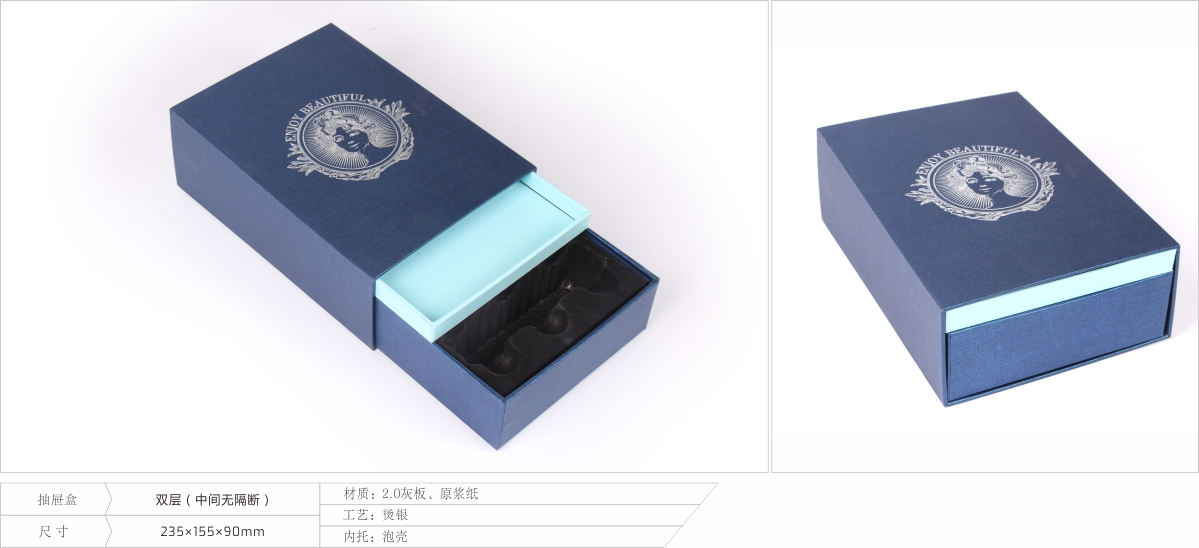 ENJOY BEAUTIFUL
ENJOY BEAUTIFUL
抽屉盒
双层（中间无隔断）
材质：2.0灰板、原浆纸
工艺：烫银
尺寸
235×155×90mm
内托：泡壳